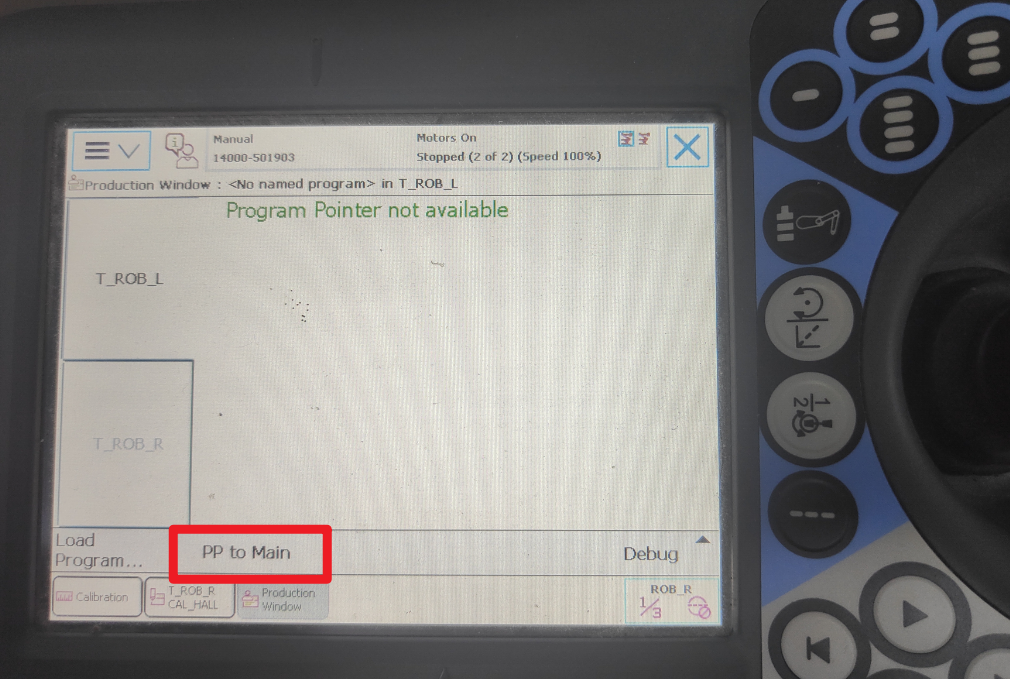 Manual
14000-501903
Motors On
Stopped (2 of 2) (Speed 100%)
Production Window : <No named program> in T_ROB_L
Program Pointer not available
T_ROB_L
T_ROB_R
Load
Program...
PP to Main
Debug
Calibration
T_ROB_R
CAL_HALL
Production
Window
ROB_R
1/3
1/2